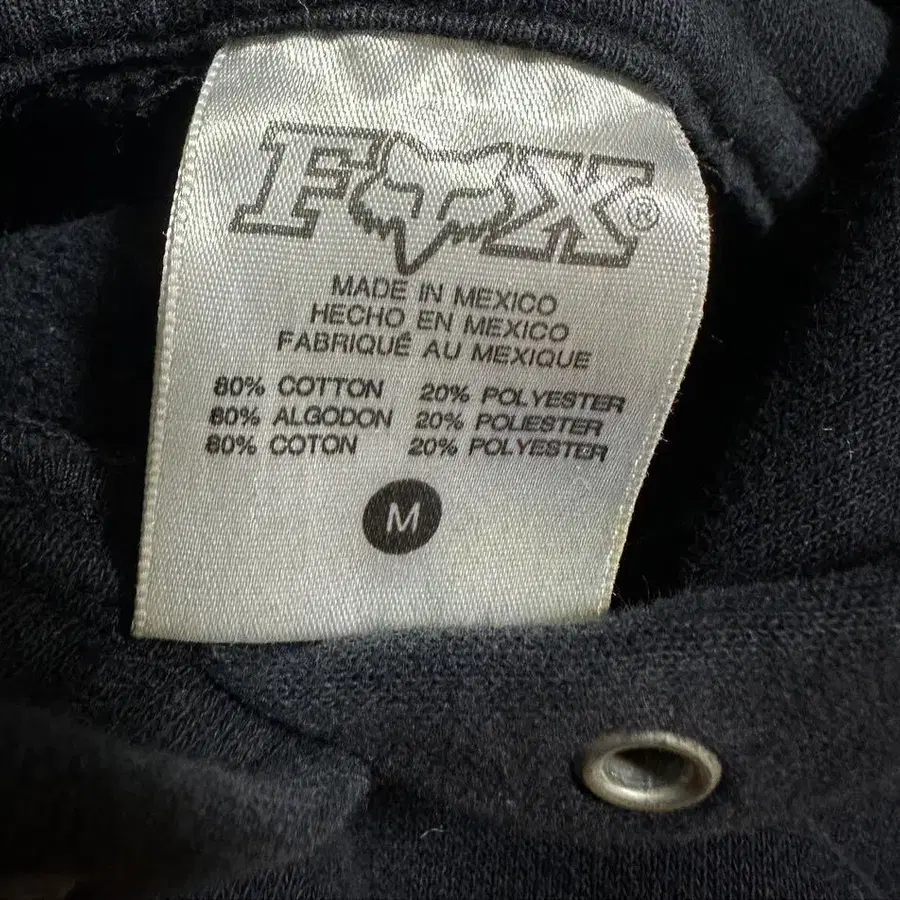 FOX®
MADE IN MEXICO
HECHO EN MEXICO
FABRIQUÉ AU MEXIQUE
80% COTTON 20% POLYESTER
80% ALGODON 20% POLIESTER
80% COTON 20% POLYESTER
M